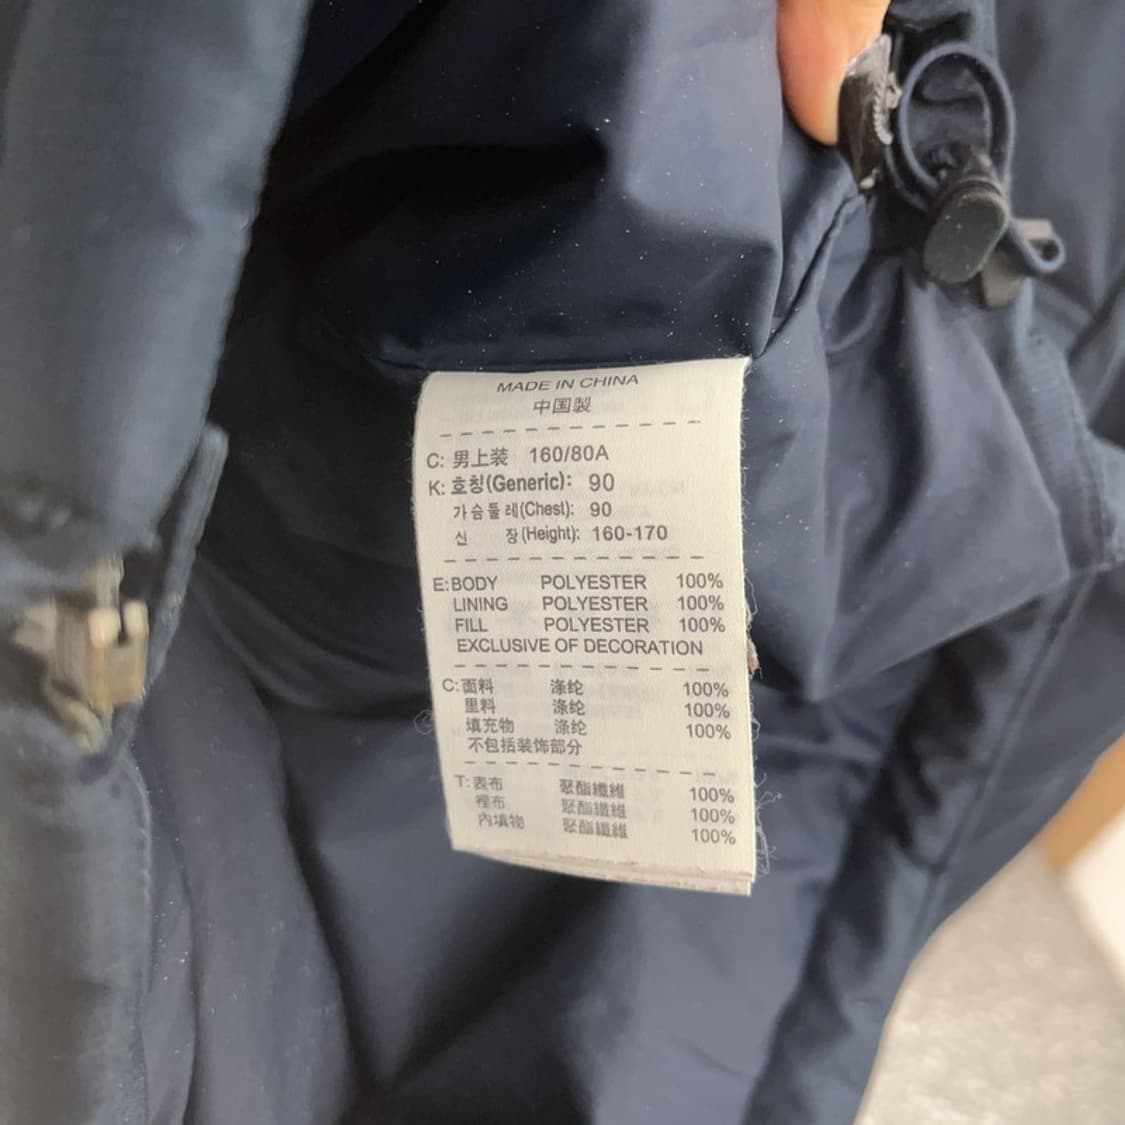 MADE IN CHINA
中国製
C: 男上装 160/80A
K: 호칭(Generic): 90
가슴둘레(Chest): 90
신 장(Height): 160-170
E: BODY POLYESTER 100%
LINING POLYESTER 100%
FILL POLYESTER 100%
EXCLUSIVE OF DECORATION
C: 面料 涤纶 100%
里料 涤纶 100%
填充物 涤纶 100%
不包括装饰部分
T: 表布 聚酯纖維 100%
裡布 聚酯纖維 100%
內填物 聚酯纖維 100%